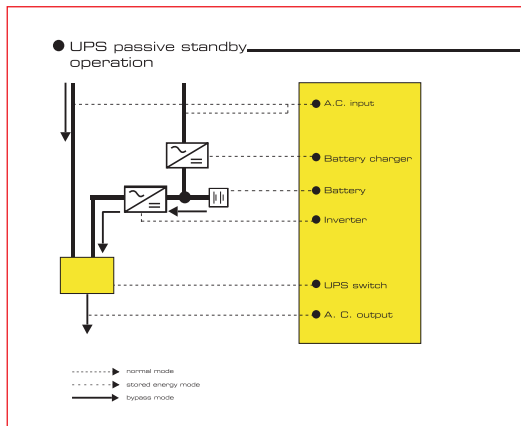 UPS passive standby
operation
A.C. input
Battery charger
Battery
Inverter
UPS switch
A. C. output
normal mode
stored energy mode
bypass mode